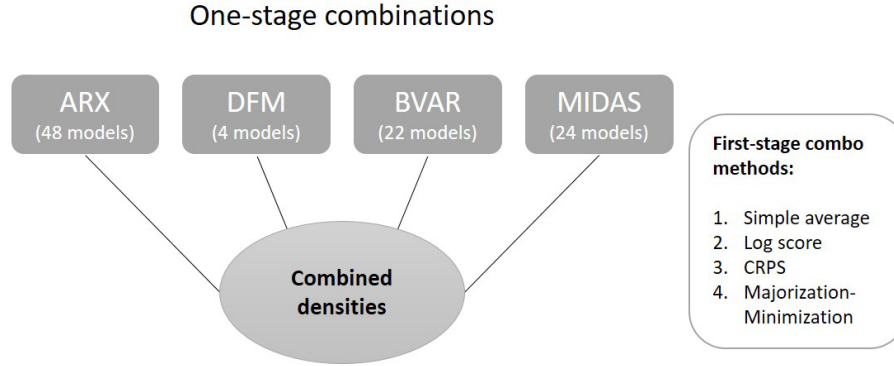 One-stage combinations
ARX
(48 models)
DFM
(4 models)
BVAR
(22 models)
MIDAS
(24 models)
First-stage combo
methods:
1. Simple average
2. Log score
3. CRPS
4. Majorization-
Minimization
Combined
densities